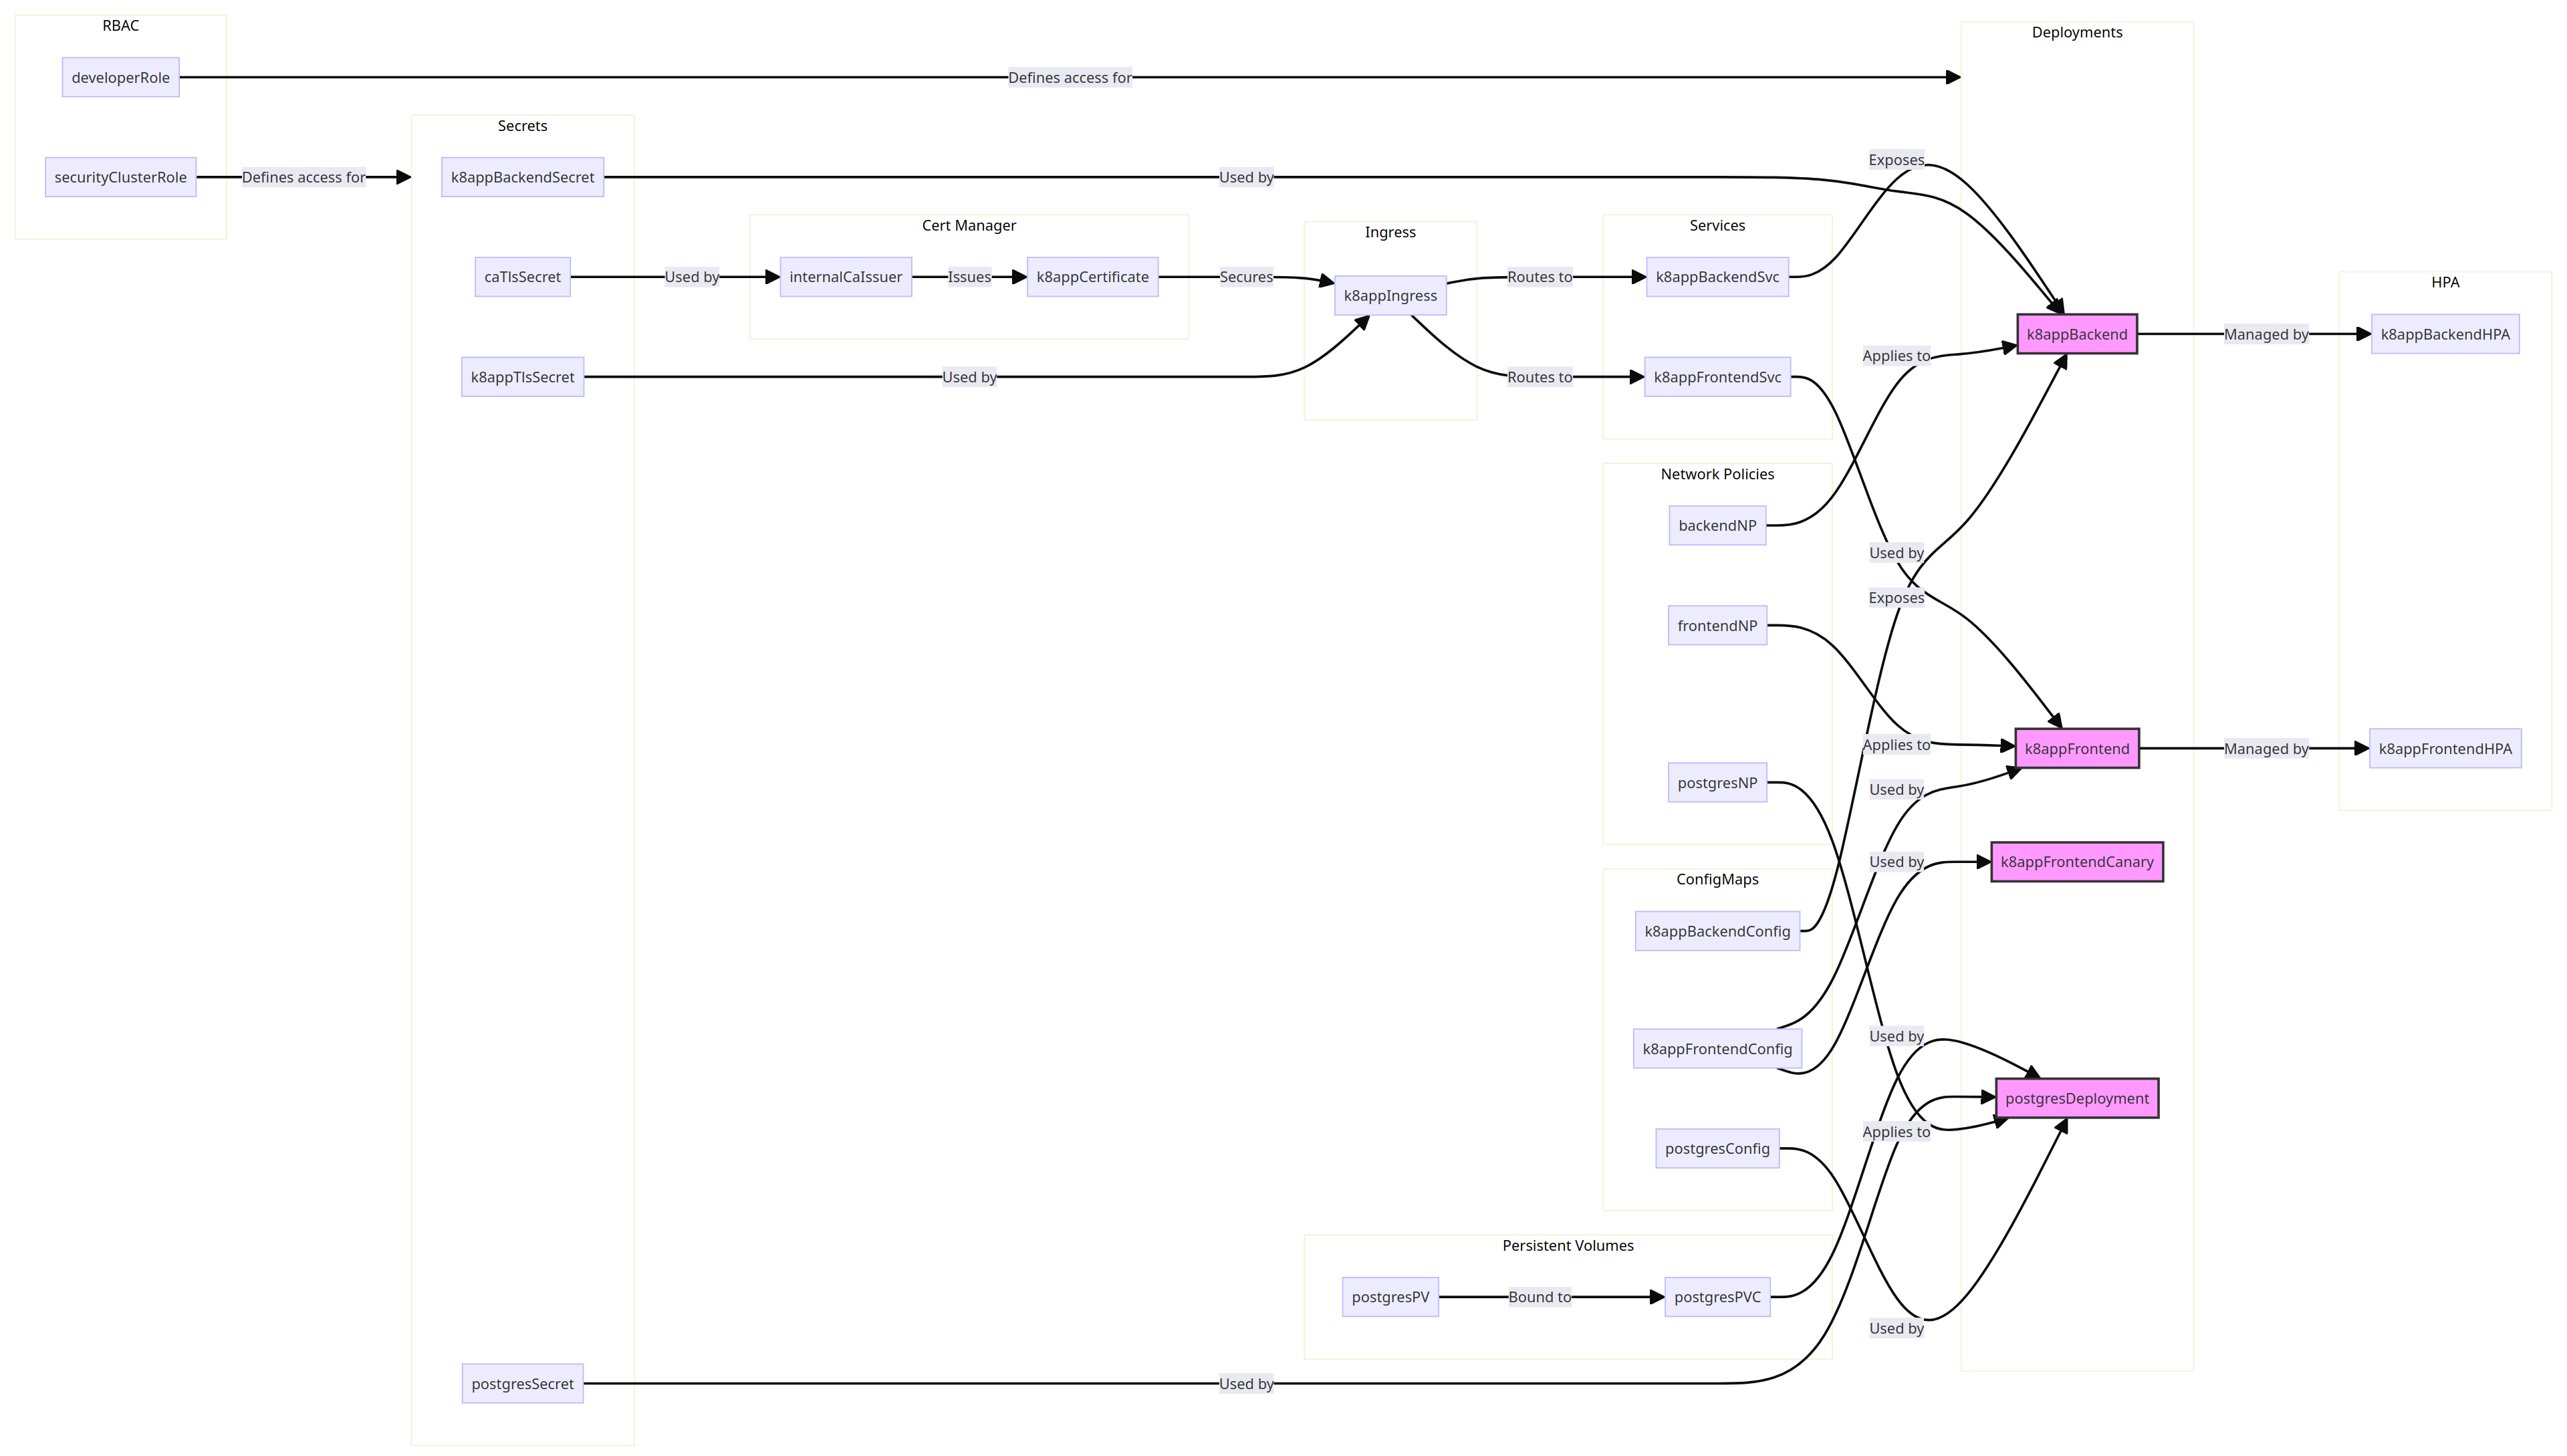 RBAC
developerRole
securityClusterRole
Defines access for
Defines access for
Secrets
k8appBackendSecret
caTlsSecret
k8appTlsSecret
postgresSecret
Used by
Used by
Used by
Used by
Cert Manager
internalCaIssuer
Issues
k8appCertificate
Secures
Ingress
k8appIngress
Routes to
Routes to
Services
k8appBackendSvc
k8appFrontendSvc
Network Policies
backendNP
frontendNP
postgresNP
ConfigMaps
k8appBackendConfig
k8appFrontendConfig
postgresConfig
Persistent Volumes
postgresPV
Bound to
postgresPVC
Exposes
Applies to
Used by
Exposes
Applies to
Used by
Used by
Used by
Applies to
Used by
Deployments
k8appBackend
k8appFrontend
k8appFrontendCanary
postgresDeployment
Managed by
Managed by
HPA
k8appBackendHPA
k8appFrontendHPA